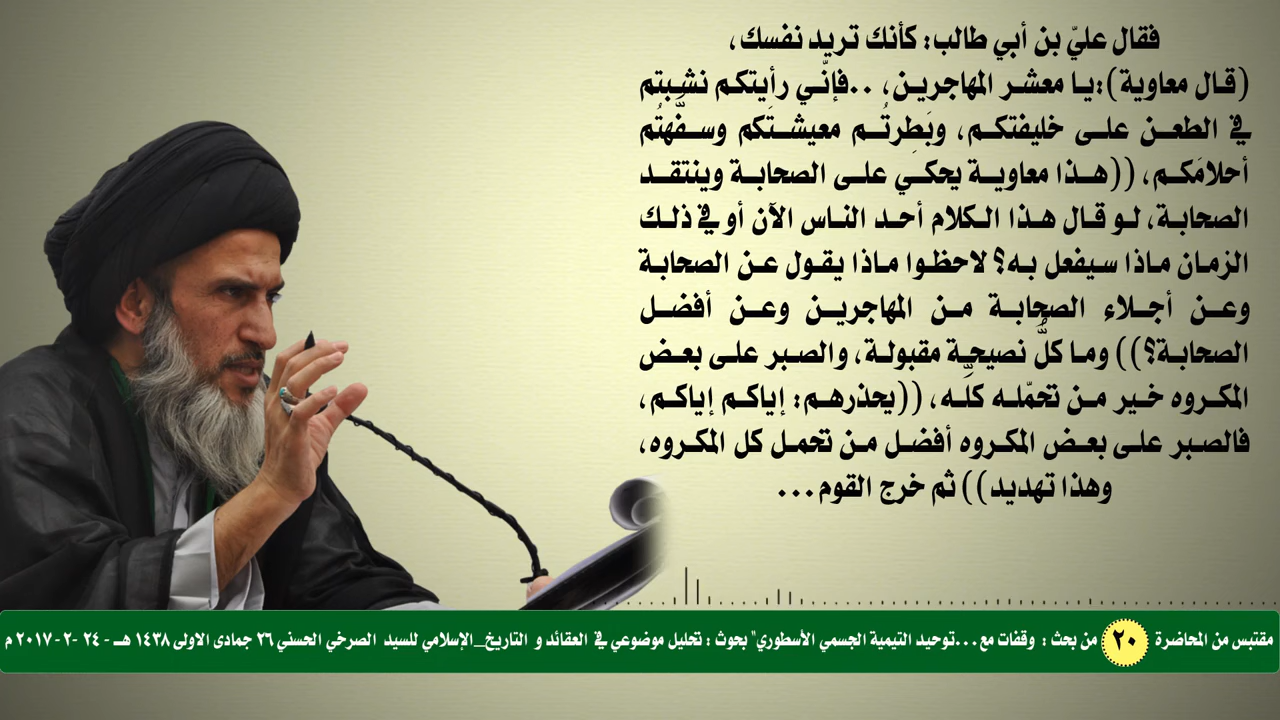 فقال عليّ بن أبي طالب: كأنك تريد نفسك،
(قال معاوية):يا معشر المهاجرين، ..فإنّي رأيتكم نشبتم
في الطعن على خليفتكم، وبَطِرتُم معيشتَكم وسفَّهتُم
أحلامَكم، ((هذا معاوية يحكي على الصحابة وينتقد
الصحابة، لو قال هذا الكلام أحد الناس الآن أو في ذلك
الزمان ماذا سيفعل به؟ لاحظوا ماذا يقول عن الصحابة
وعن أجلاء الصحابة من المهاجرين وعن أفضل
الصحابة؟)) وما كلُّ نصيحة مقبولة، والصبر على بعض
المكروه خير من تحمّله كلِّه، ((يحذرهم: إياكم إياكم،
فالصبر على بعض المكروه أفضل من تحمل كل المكروه،
وهذا تهديد)) ثم خرج القوم...
مقتبس من المحاضرة ٢٠ من بحث : وقفات مع...توحيد التيمية الجسمي الأسطوري" بحوث : تحليل موضوعي في العقائد و التاريخ_الإسلامي للسيد الصرخي الحسني ٢٦ جمادى الاولى ١٤٣٨ هـ - ٢٤ -٢- ٢٠١٧ م